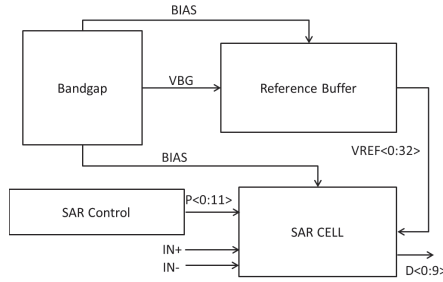 BIAS
Bandgap
VBG
Reference Buffer
VREF<0:32>
BIAS
P<0:11>
SAR Control
SAR CELL
IN+
IN-
D<0:9>